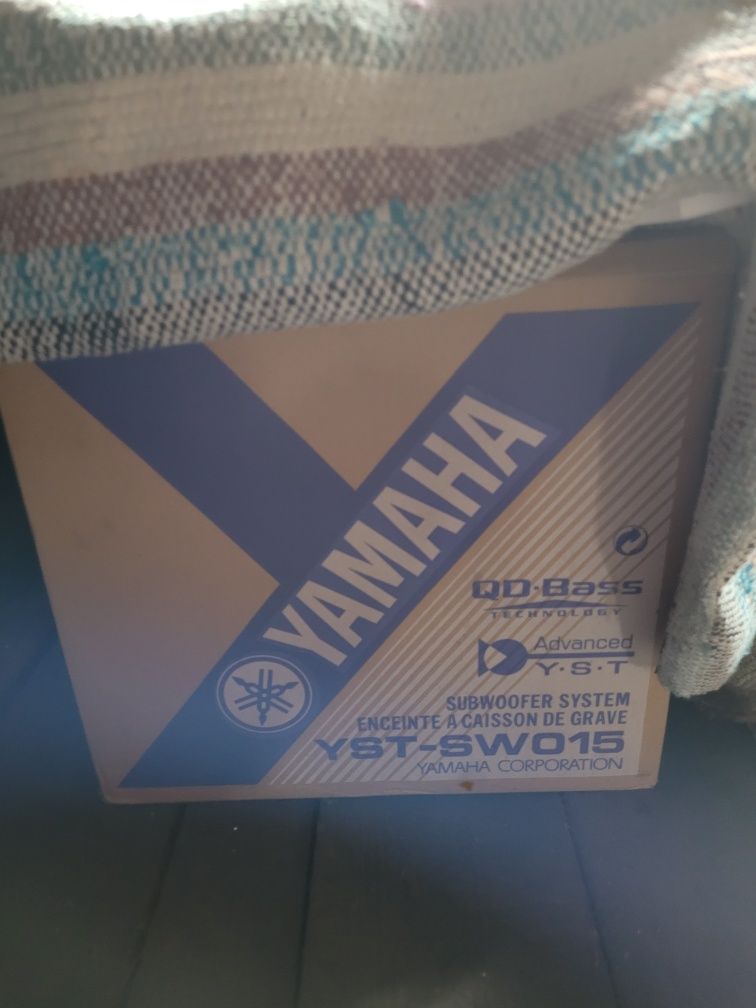 YAMAHA
QD·Bass
TECHNOLOGY
Advanced
Y·S·T
SUBWOOFER SYSTEM
ENCEINTE À CAISSON DE GRAVE
YST-SW015
YAMAHA CORPORATION